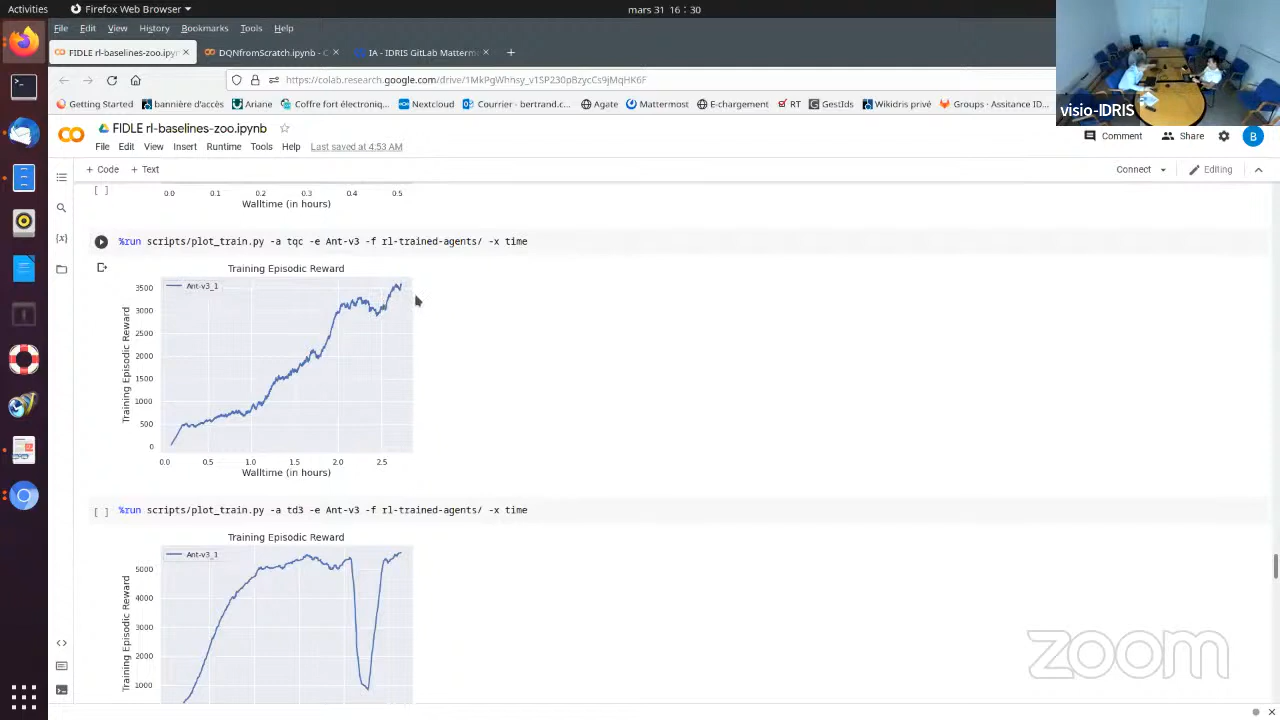 Activities
Firefox Web Browser
mars 31 16:30
File Edit View History Bookmarks Tools Help
FIDLE rl-baselines-zoo.ipyn
DQNfromScratch.ipynb - C
IA - IDRIS GitLab Matterm
https://colab.research.google.com/drive/1MkPgWhhsy_v1SP230pBzycCs9jMqHK6F
Getting Started
bannière d'accès
Ariane
Coffre fort électroniq…
Nextcloud
Courrier - bertrand.c…
Agate
Mattermost
E-chargement
RT
GestIds
Wikidris privé
Groups - Assitance ID…
visio-IDRIS
FIDLE rl-baselines-zoo.ipynb
Comment
Share
B
File Edit View Insert Runtime Tools Help Last saved at 4:53 AM
+ Code + Text
Connect
Editing
[ ]
0.0 0.1 0.2 0.3 0.4 0.5
Walltime (in hours)
%run scripts/plot_train.py -a tqc -e Ant-v3 -f rl-trained-agents/ -x time
Training Episodic Reward
Ant-v3_1
3500
3000
2500
2000
1500
1000
500
0
Training Episodic Reward
0.0 0.5 1.0 1.5 2.0 2.5
Walltime (in hours)
[ ] %run scripts/plot_train.py -a td3 -e Ant-v3 -f rl-trained-agents/ -x time
Training Episodic Reward
Ant-v3_1
5000
4000
3000
2000
1000
Training Episodic Reward
zoom